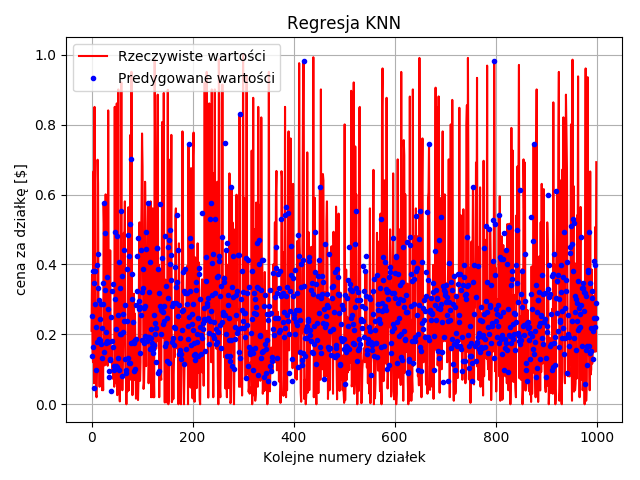 Regresja KNN
Rzeczywiste wartości
Predygowane wartości
cena za działkę [$]
1.0
0.8
0.6
0.4
0.2
0.0
0 200 400 600 800 1000
Kolejne numery działek